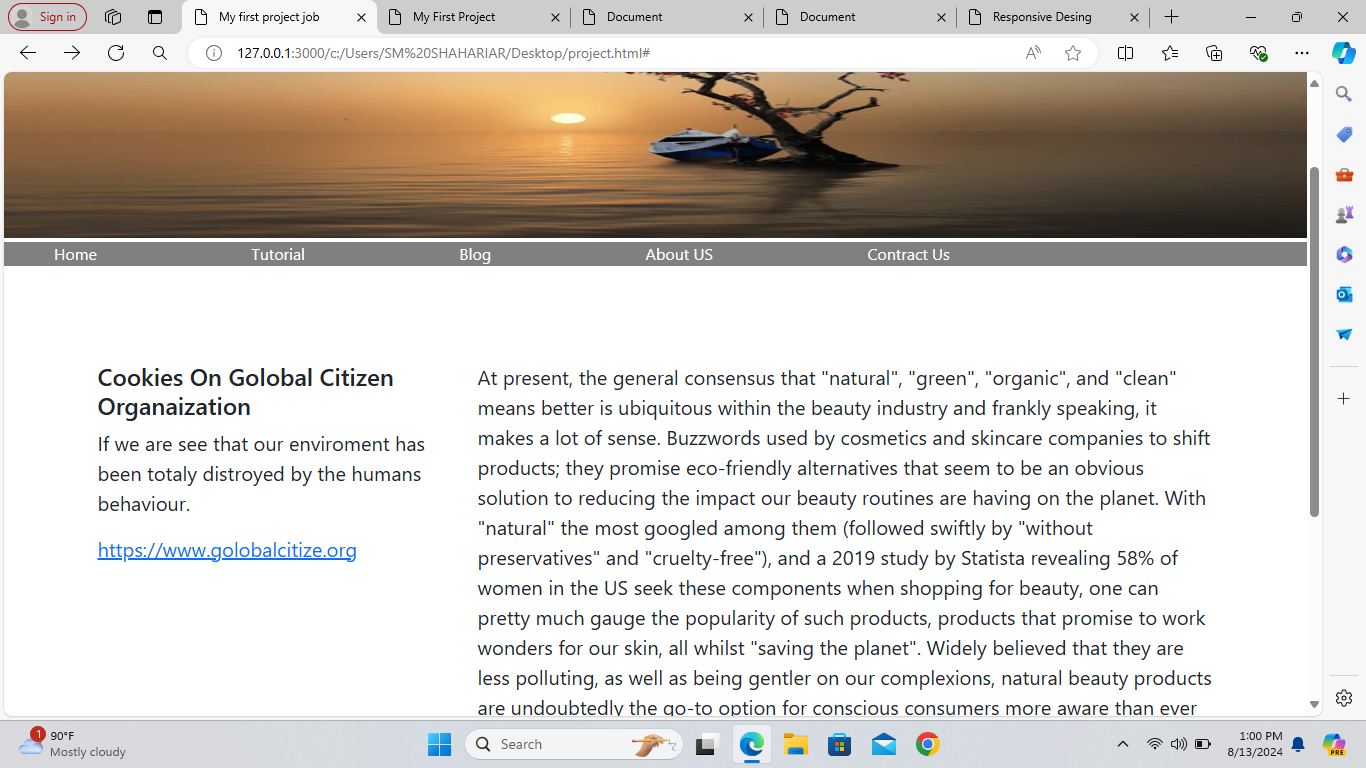 Sign in
My first project job
My First Project
Document
Document
Responsive Desing
127.0.0.1:3000/c:/Users/SM%20SHAHARIAR/Desktop/project.html#
Home Tutorial Blog About US Contract Us
Cookies On Golobal Citizen
Organaization
If we are see that our enviroment has
been totaly distroyed by the humans
behaviour.
https://www.golobalcitize.org
At present, the general consensus that "natural", "green", "organic", and "clean"
means better is ubiquitous within the beauty industry and frankly speaking, it
makes a lot of sense. Buzzwords used by cosmetics and skincare companies to shift
products; they promise eco-friendly alternatives that seem to be an obvious
solution to reducing the impact our beauty routines are having on the planet. With
"natural" the most googled among them (followed swiftly by "without
preservatives" and "cruelty-free"), and a 2019 study by Statista revealing 58% of
women in the US seek these components when shopping for beauty, one can
pretty much gauge the popularity of such products, products that promise to work
wonders for our skin, all whilst "saving the planet". Widely believed that they are
less polluting, as well as being gentler on our complexions, natural beauty products
are undoubtedly the go-to option for conscious consumers more aware than ever
1
90°F
Mostly cloudy
Search
1:00 PM
8/13/2024
PRE